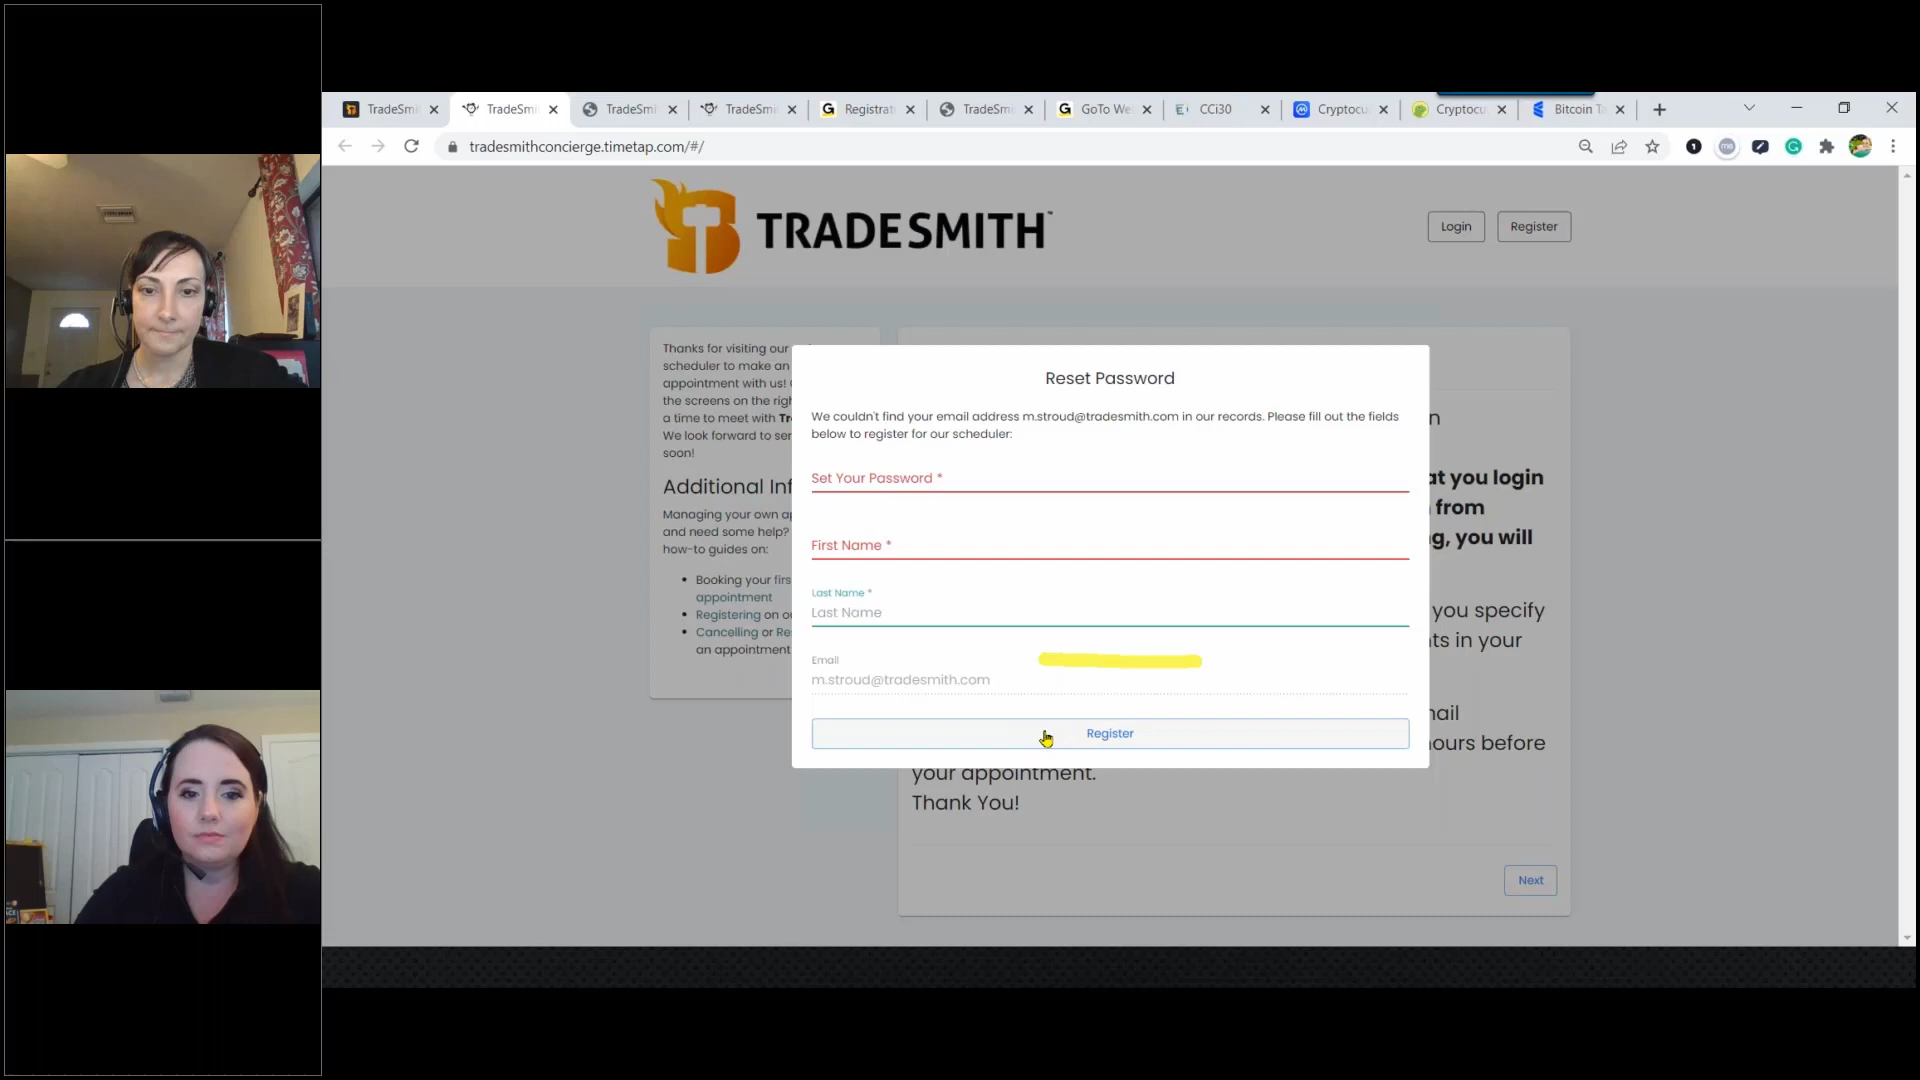 TradeSmi
TradeSmi
TradeSmi
TradeSmi
G Registrat
TradeSmi
G GoTo We
CCi30
Cryptocu
Cryptocu
Bitcoin T
tradesmithconcierge.timetap.com/#/
TRADESMITH
Login
Register
Thanks for visiting our
scheduler to make an
appointment with us!
the screens on the righ
a time to meet with Tr
We look forward to ser
soon!
Additional Inf
Managing your own ap
and need some help?
how-to guides on:
• Booking your firs
appointment
• Registering on o
• Cancelling or Re
an appointment
Reset Password
We couldn't find your email address m.stroud@tradesmith.com in our records. Please fill out the fields
below to register for our scheduler:
Set Your Password *
First Name *
Last Name *
Last Name
Email
m.stroud@tradesmith.com
Register
n
at you login
from
g, you will
you specify
ts in your
ail
ours before
your appointment.
Thank You!
Next